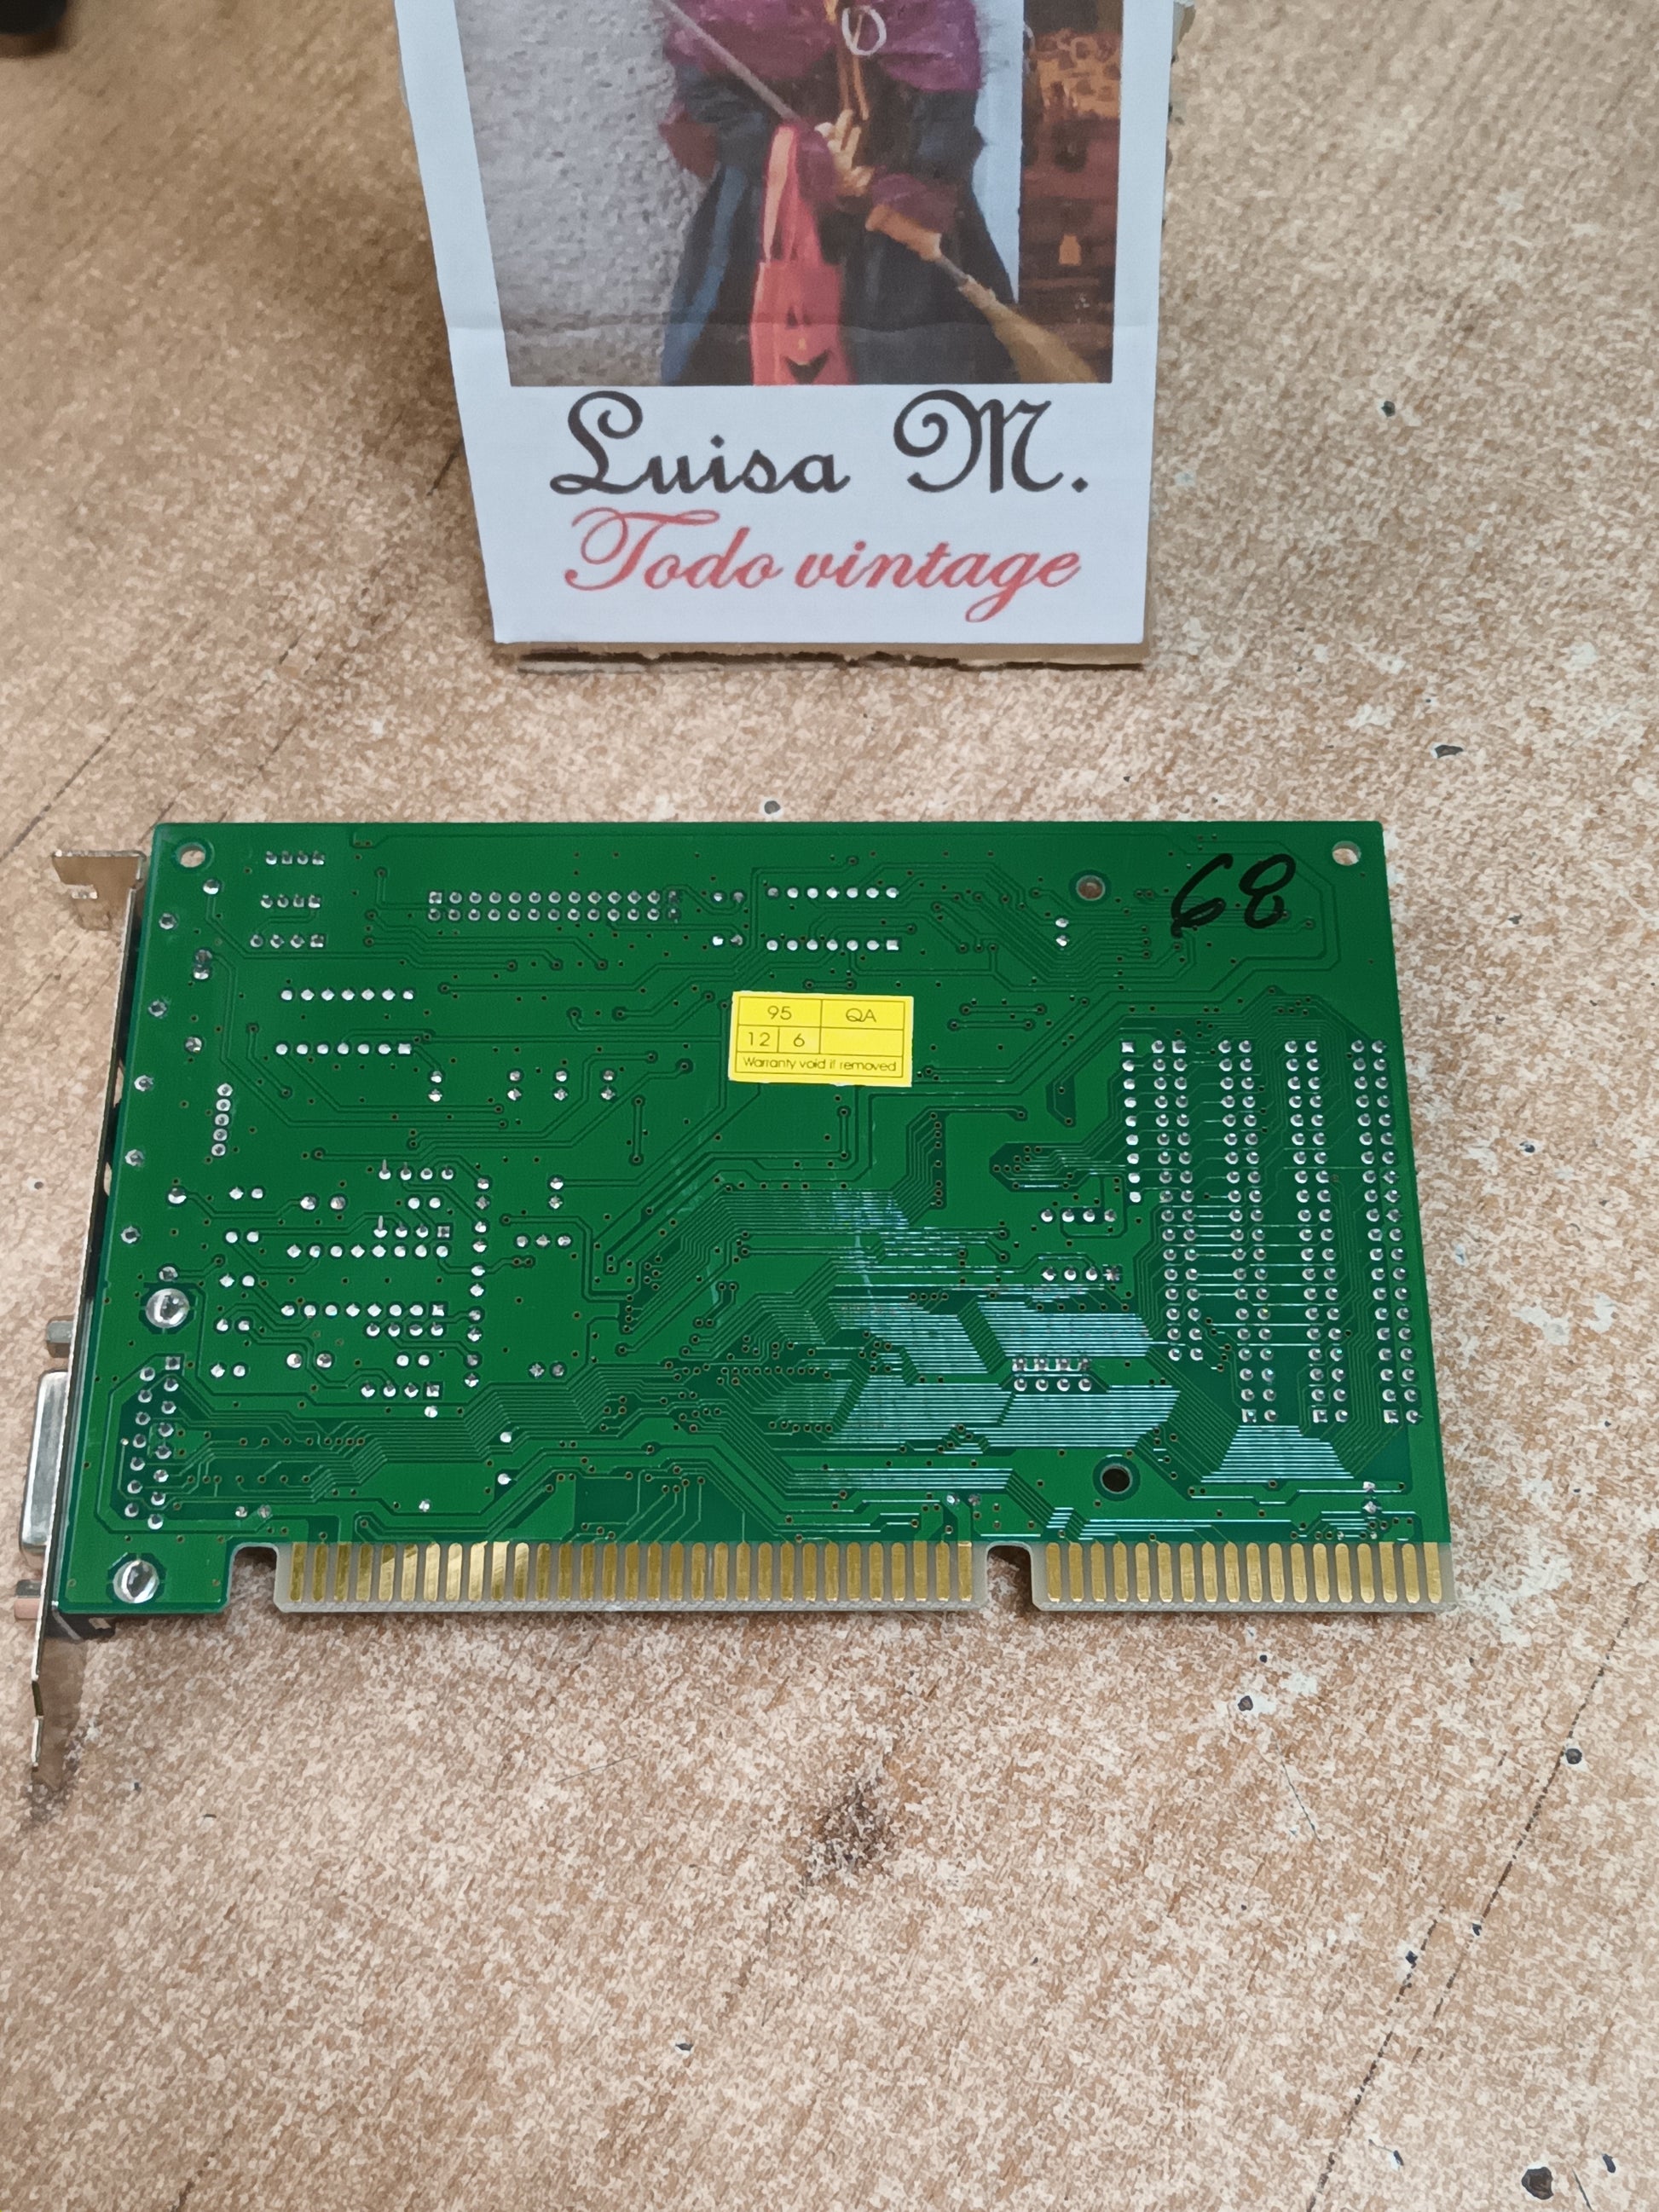 Luisa M.
Todo vintage
68
95 QA
12 6
Warranty void if removed